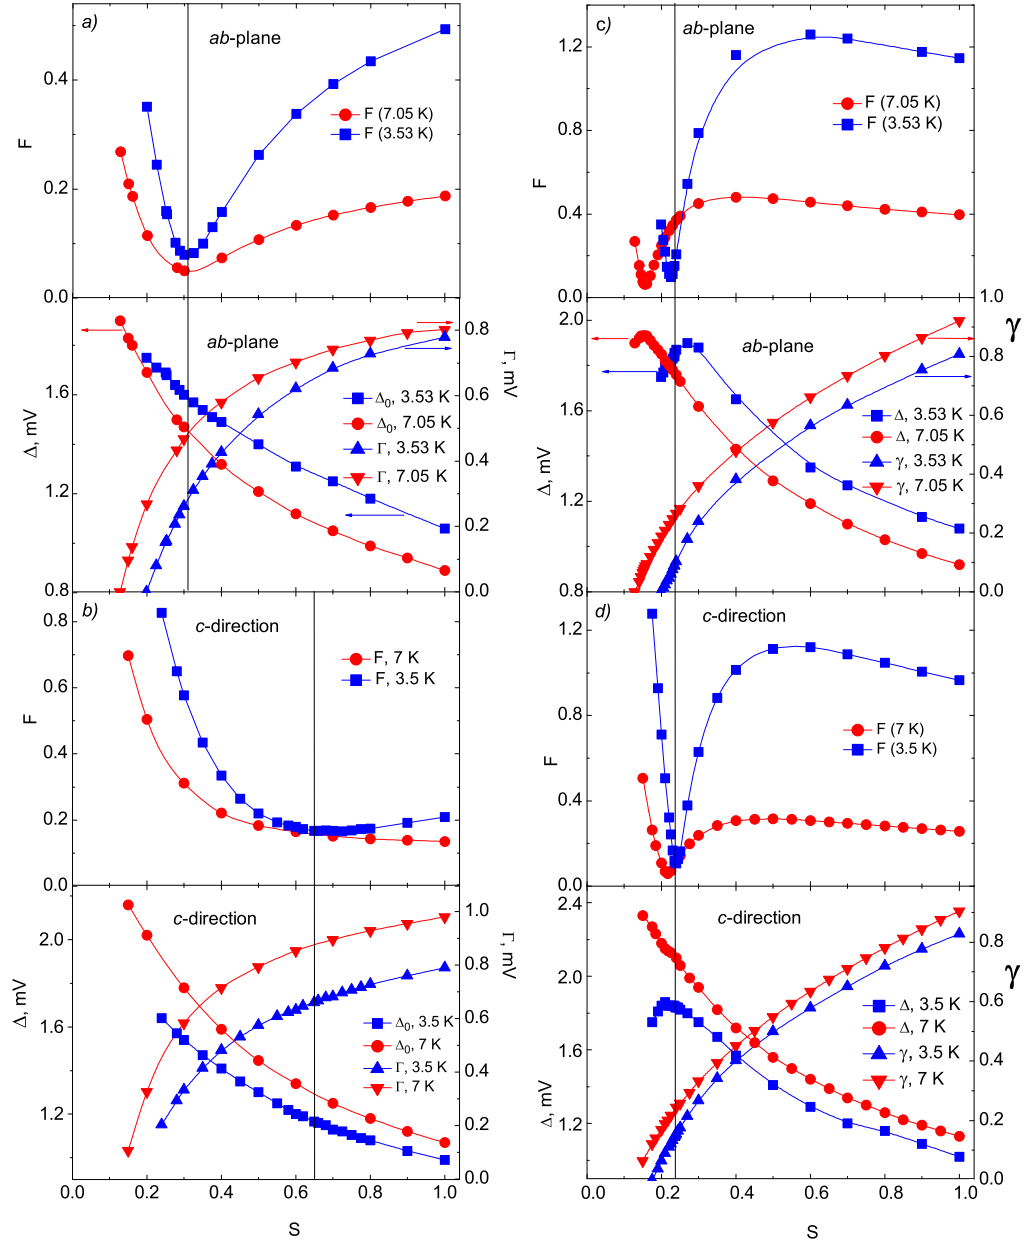 a)
ab-plane
F (7.05 K)
F (3.53 K)
F
0.4
0.2
0.0
ab-plane
Δ₀, 3.53 K
Δ₀, 7.05 K
Γ, 3.53 K
Γ, 7.05 K
Δ, mV
2.0
1.6
1.2
0.8
Γ, mV
0.8
0.6
0.4
0.2
0.0
b)
c-direction
F, 7 K
F, 3.5 K
F
0.8
0.6
0.4
0.2
0.0
c-direction
Δ₀, 3.5 K
Δ₀, 7 K
Γ, 3.5 K
Γ, 7 K
Δ, mV
2.0
1.6
1.2
Γ, mV
1.0
0.8
0.6
0.4
0.2
0.0
0.0 0.2 0.4 0.6 0.8 1.0
S
c)
ab-plane
F (7.05 K)
F (3.53 K)
F
1.2
0.8
0.4
0.0
ab-plane
Δ, 3.53 K
Δ, 7.05 K
γ, 3.53 K
γ, 7.05 K
Δ, mV
2.0
1.6
1.2
0.8
γ
1.0
0.8
0.6
0.4
0.2
0.0
d)
c-direction
F (7 K)
F (3.5 K)
F
1.2
0.8
0.4
0.0
c-direction
Δ, 3.5 K
Δ, 7 K
γ, 3.5 K
γ, 7 K
Δ, mV
2.4
2.0
1.6
1.2
γ
0.8
0.6
0.4
0.2
0.0
0.0 0.2 0.4 0.6 0.8 1.0
S